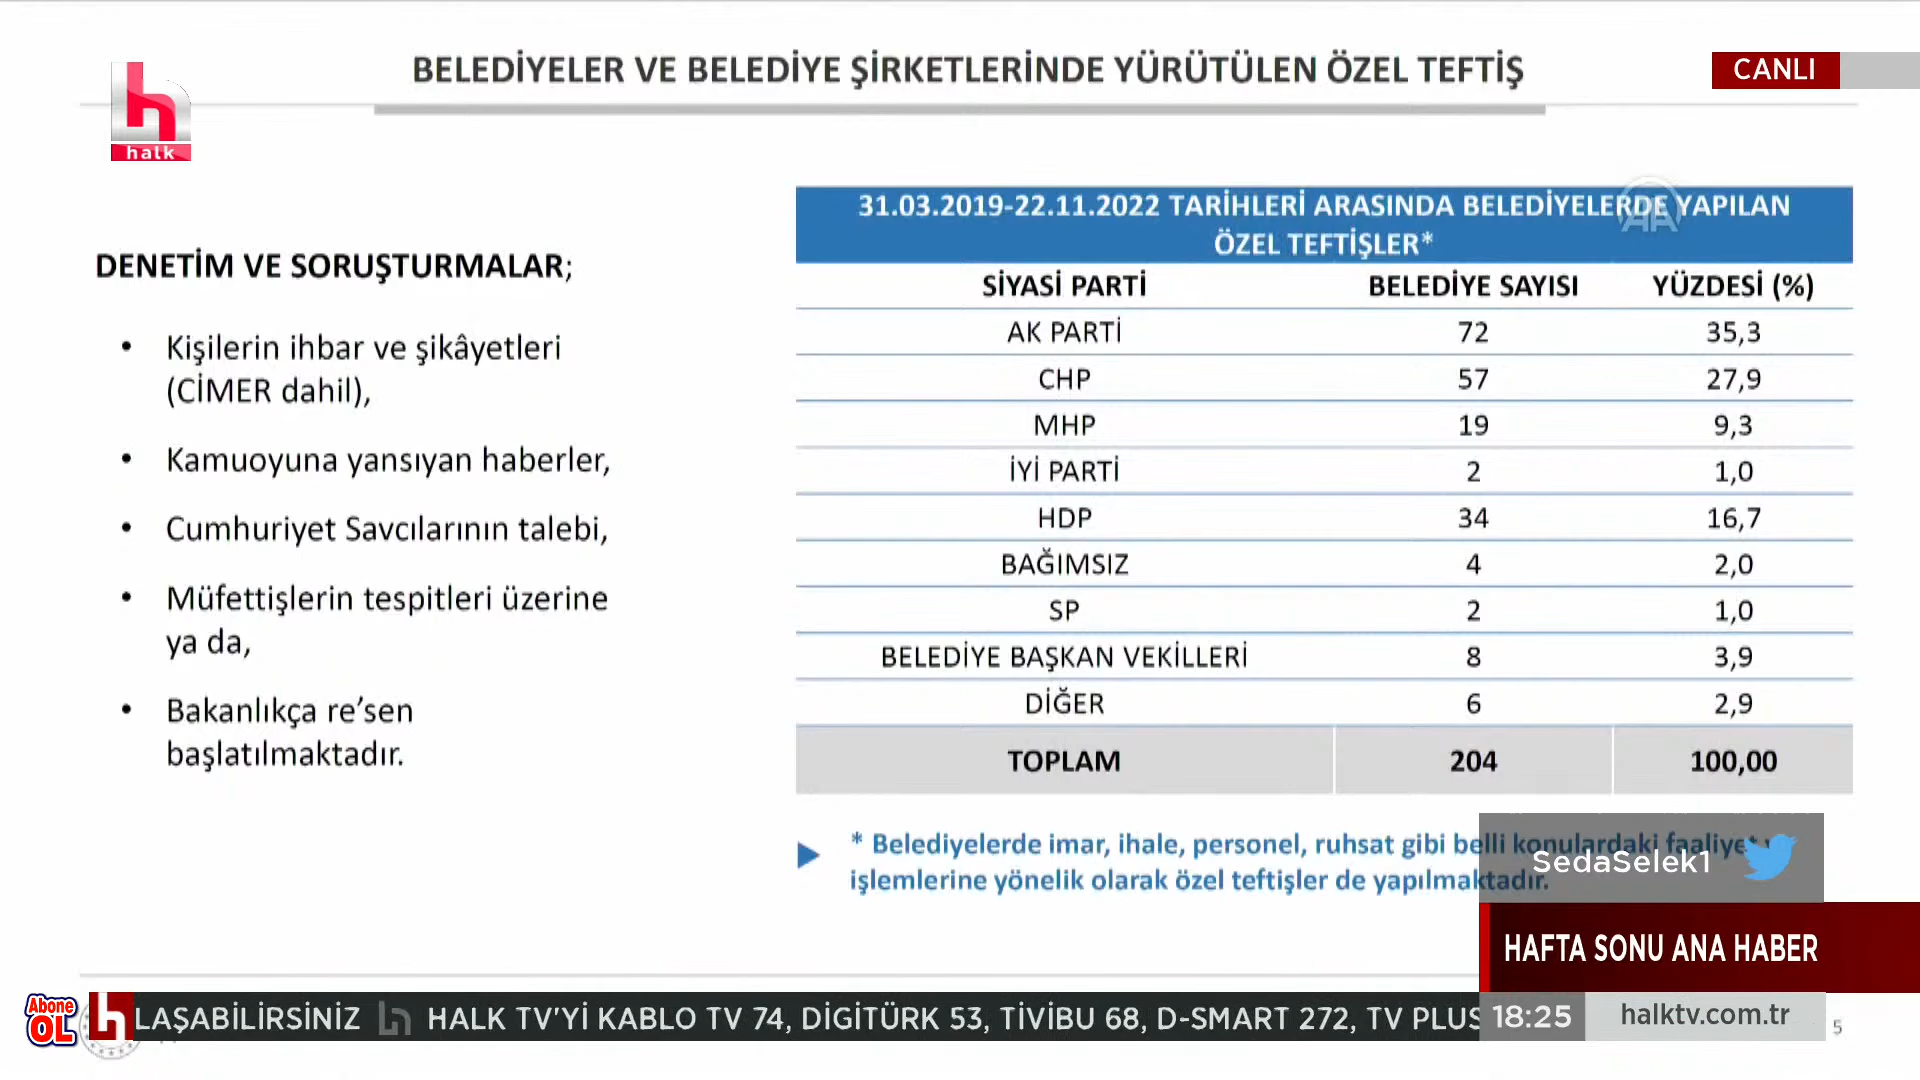 BELEDİYELER VE BELEDİYE ŞİRKETLERİNDE YÜRÜTÜLEN ÖZEL TEFTİŞ
CANLI
h
halk
DENETİM VE SORUŞTURMALAR;
• Kişilerin ihbar ve şikâyetleri
(CİMER dahil),
• Kamuoyuna yansıyan haberler,
• Cumhuriyet Savcılarının talebi,
• Müfettişlerin tespitleri üzerine
ya da,
• Bakanlıkça re’sen
başlatılmaktadır.
31.03.2019-22.11.2022 TARİHLERİ ARASINDA BELEDİYELERDE YAPILAN
ÖZEL TEFTİŞLER*
AA
SİYASİ PARTİ BELEDİYE SAYISI YÜZDESİ (%)
AK PARTİ 72 35,3
CHP 57 27,9
MHP 19 9,3
İYİ PARTİ 2 1,0
HDP 34 16,7
BAĞIMSIZ 4 2,0
SP 2 1,0
BELEDİYE BAŞKAN VEKİLLERİ 8 3,9
DİĞER 6 2,9
TOPLAM 204 100,00
* Belediyelerde imar, ihale, personel, ruhsat gibi belli konulardaki faaliyet
işlemlerine yönelik olarak özel teftişler de yapılmaktadır.
SedaSelek1
HAFTA SONU ANA HABER
Abone
OL
h LAŞABİLİRSİNİZ h HALK TV'Yİ KABLO TV 74, DİGİTÜRK 53, TİVİBU 68, D-SMART 272, TV PLUS
18:25
halktv.com.tr
5